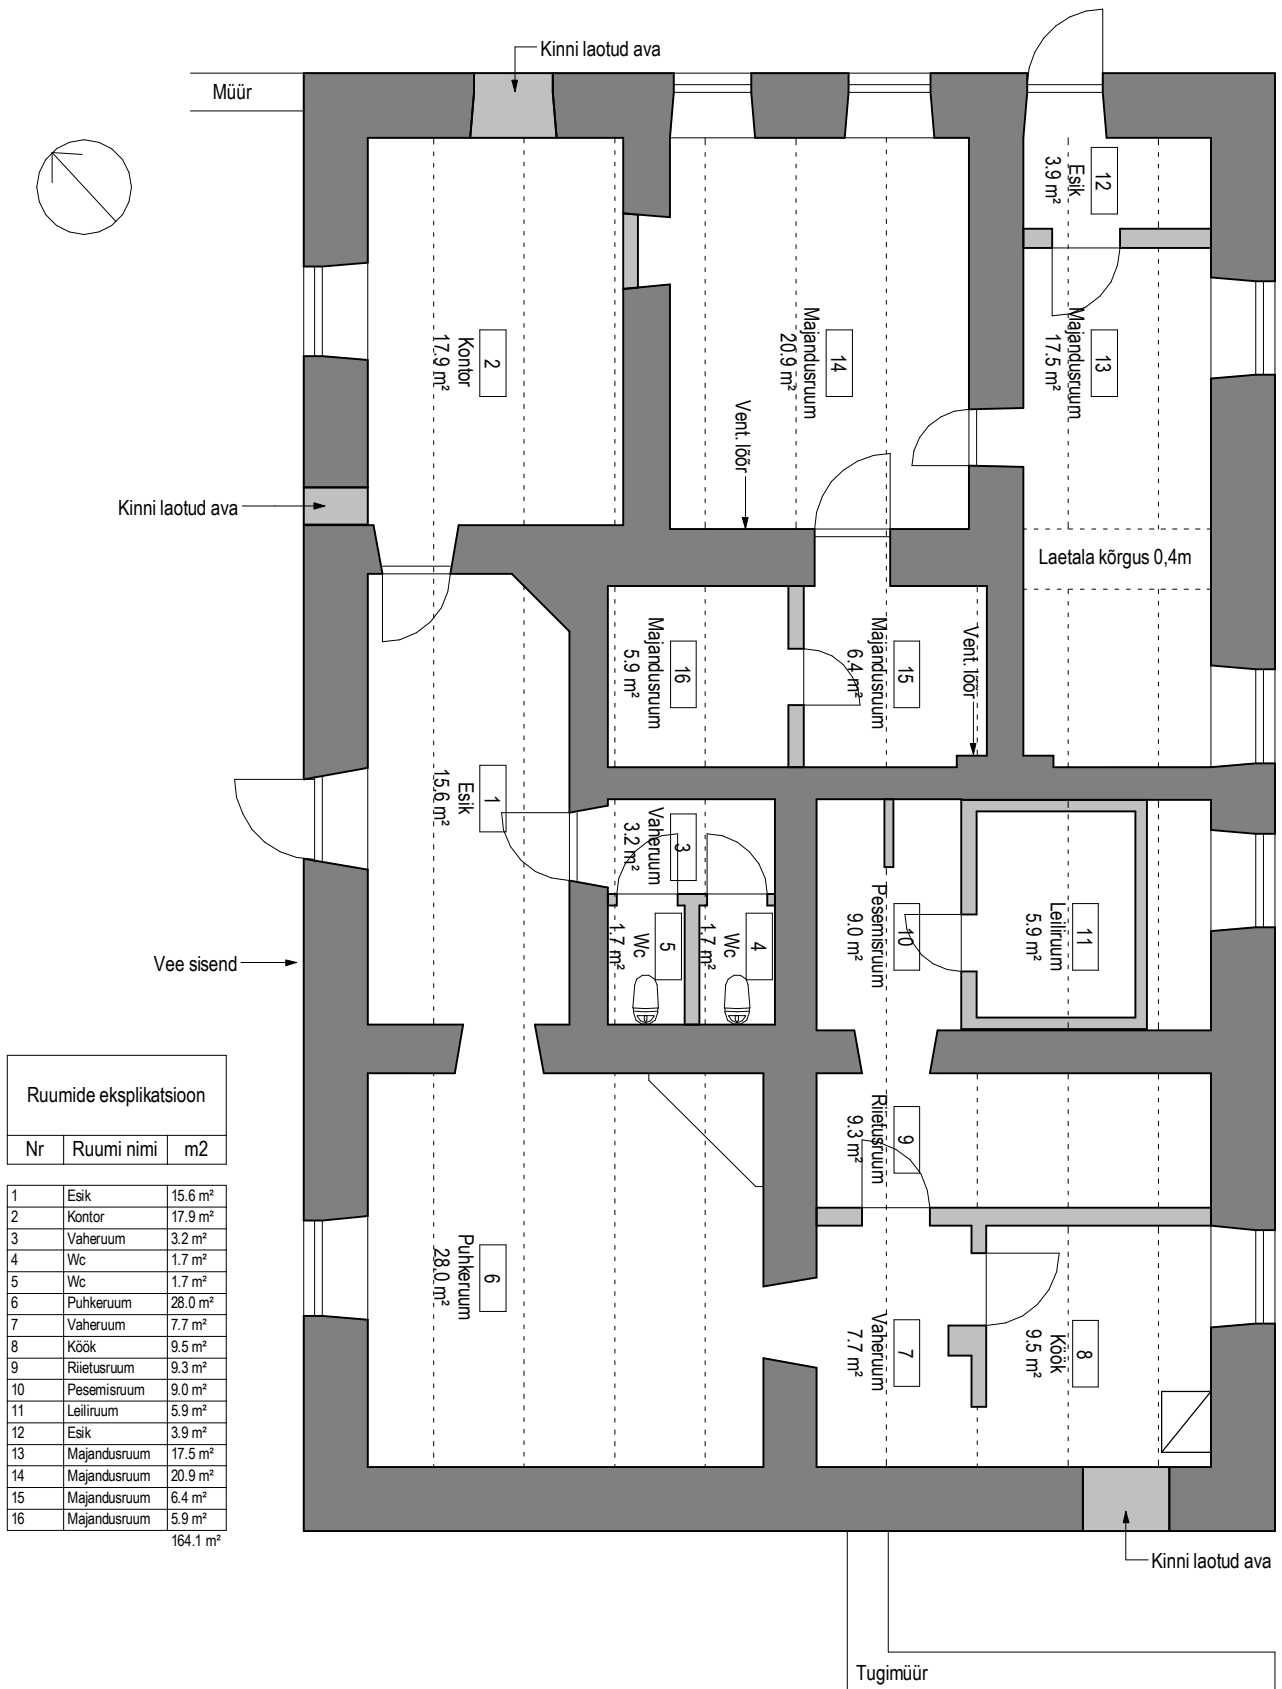 Kinni laotud ava
Müür
12
Esik
3.9 m²
2
Kontor
17.9 m²
14
Majandusruum
20.9 m²
13
Majandusruum
17.5 m²
Vent. lõõr
Kinni laotud ava
Laetala kõrgus 0,4m
16
Majandusruum
5.9 m²
15
Majandusruum
6.4 m²
Vent. lõõr
1
Esik
15.6 m²
3
Vaheruum
3.2 m²
5
Wc
1.7 m²
4
Wc
1.7 m²
10
Pesemisruum
9.0 m²
11
Leiliruum
5.9 m²
Vee sisend
9
Riietusruum
9.3 m²
6
Puhkeruum
28.0 m²
7
Vaheruum
7.7 m²
8
Köök
9.5 m²
Ruumide eksplikatsioon
Nr Ruumi nimi m2
1 Esik 15.6 m²
2 Kontor 17.9 m²
3 Vaheruum 3.2 m²
4 Wc 1.7 m²
5 Wc 1.7 m²
6 Puhkeruum 28.0 m²
7 Vaheruum 7.7 m²
8 Köök 9.5 m²
9 Riietusruum 9.3 m²
10 Pesemisruum 9.0 m²
11 Leiliruum 5.9 m²
12 Esik 3.9 m²
13 Majandusruum 17.5 m²
14 Majandusruum 20.9 m²
15 Majandusruum 6.4 m²
16 Majandusruum 5.9 m²
164.1 m²
Kinni laotud ava
Tugimüür